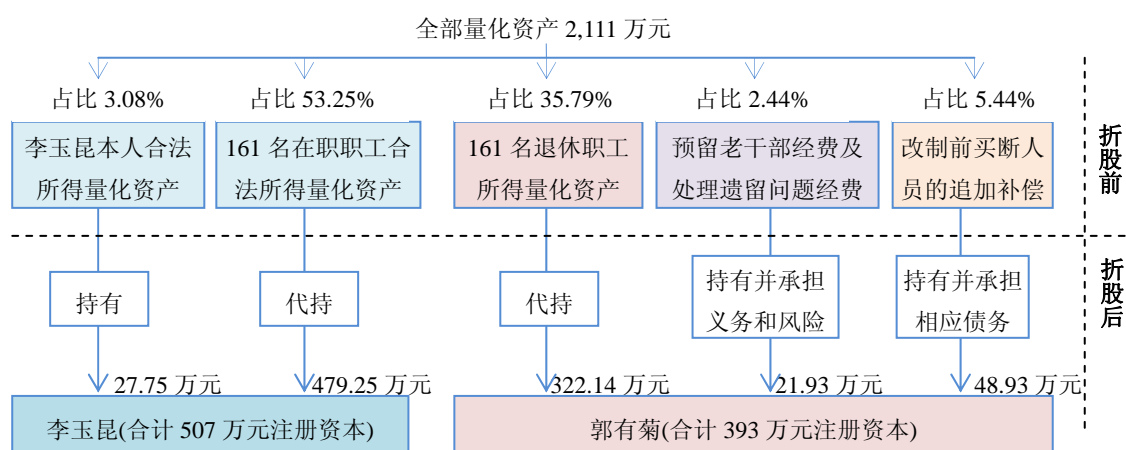 全部量化资产 2,111 万元
占比 3.08%
占比 53.25%
占比 35.79%
占比 2.44%
占比 5.44%
李玉昆本人合法
所得量化资产
161 名在职职工合
法所得量化资产
161 名退休职工
所得量化资产
预留老干部经费及
处理遗留问题经费
改制前买断人
员的追加补偿
折股前
持有
代持
代持
持有并承担
义务和风险
持有并承担
相应债务
折股后
27.75 万元
479.25 万元
322.14 万元
21.93 万元
48.93 万元
李玉昆(合计 507 万元注册资本)
郭有菊(合计 393 万元注册资本)